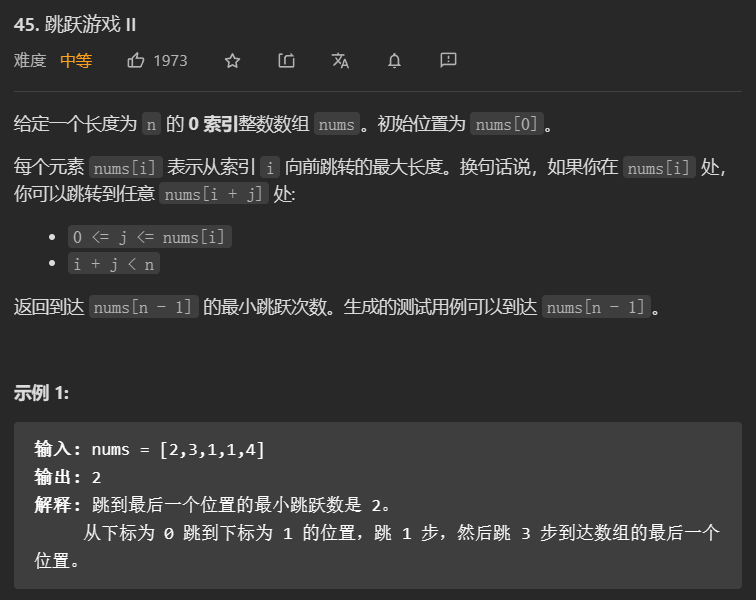 45. 跳跃游戏 II
难度 中等 1973
给定一个长度为 n 的 0 索引整数数组 nums。初始位置为 nums[0]。
每个元素 nums[i] 表示从索引 i 向前跳转的最大长度。换句话说，如果你在 nums[i] 处，
你可以跳转到任意 nums[i + j] 处:
• 0 <= j <= nums[i]
• i + j < n
返回到达 nums[n - 1] 的最小跳跃次数。生成的测试用例可以到达 nums[n - 1]。
示例 1:
输入: nums = [2,3,1,1,4]
输出: 2
解释: 跳到最后一个位置的最小跳跃数是 2。
从下标为 0 跳到下标为 1 的位置，跳 1 步，然后跳 3 步到达数组的最后一个
位置。